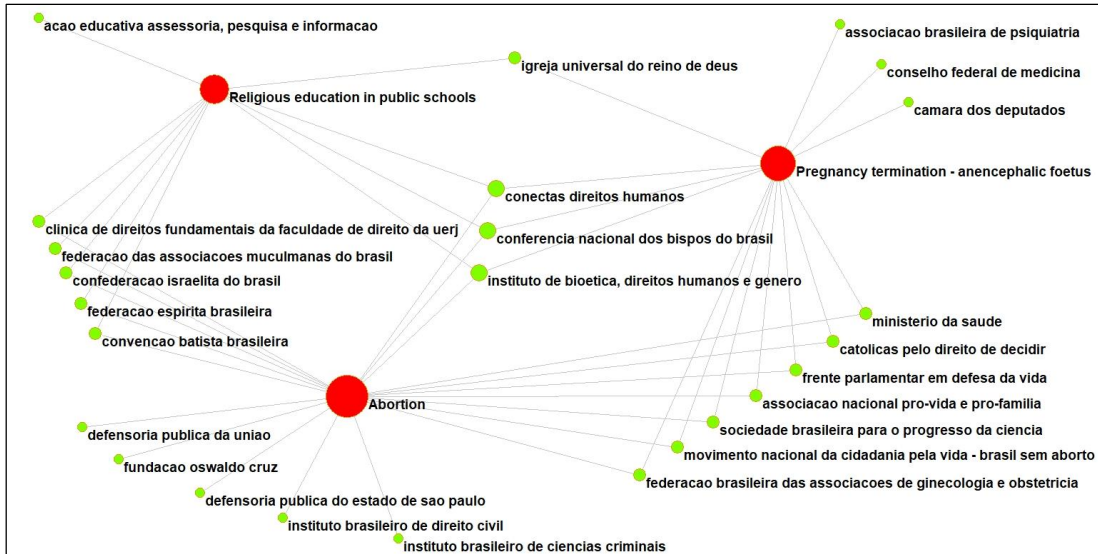 acao educativa assessoria, pesquisa e informacao
associacao brasileira de psiquiatria
igreja universal do reino de deus
conselho federal de medicina
Religious education in public schools
camara dos deputados
Pregnancy termination - anencephalic foetus
conectas direitos humanos
clinica de direitos fundamentais da faculdade de direito da uerj
conferencia nacional dos bispos do brasil
federacao das associacoes muculmanas do brasil
confederacao israelita do brasil
instituto de bioetica, direitos humanos e genero
federacao espirita brasileira
ministerio da saude
convencao batista brasileira
catolicas pelo direito de decidir
frente parlamentar em defesa da vida
Abortion
associacao nacional pro-vida e pro-familia
defensoria publica da uniao
sociedade brasileira para o progresso da ciencia
movimento nacional da cidadania pela vida - brasil sem aborto
fundacao oswaldo cruz
federacao brasileira das associacoes de ginecologia e obstetricia
defensoria publica do estado de sao paulo
instituto brasileiro de direito civil
instituto brasileiro de ciencias criminais